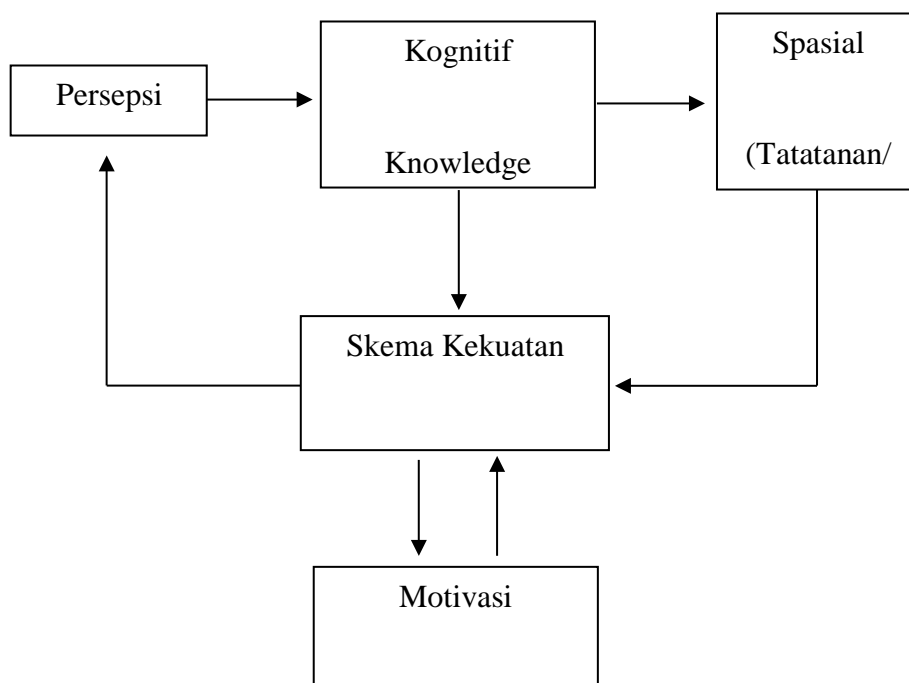 Persepsi
Kognitif
Knowledge
Spasial
(Tatatanan/
Skema Kekuatan
Motivasi